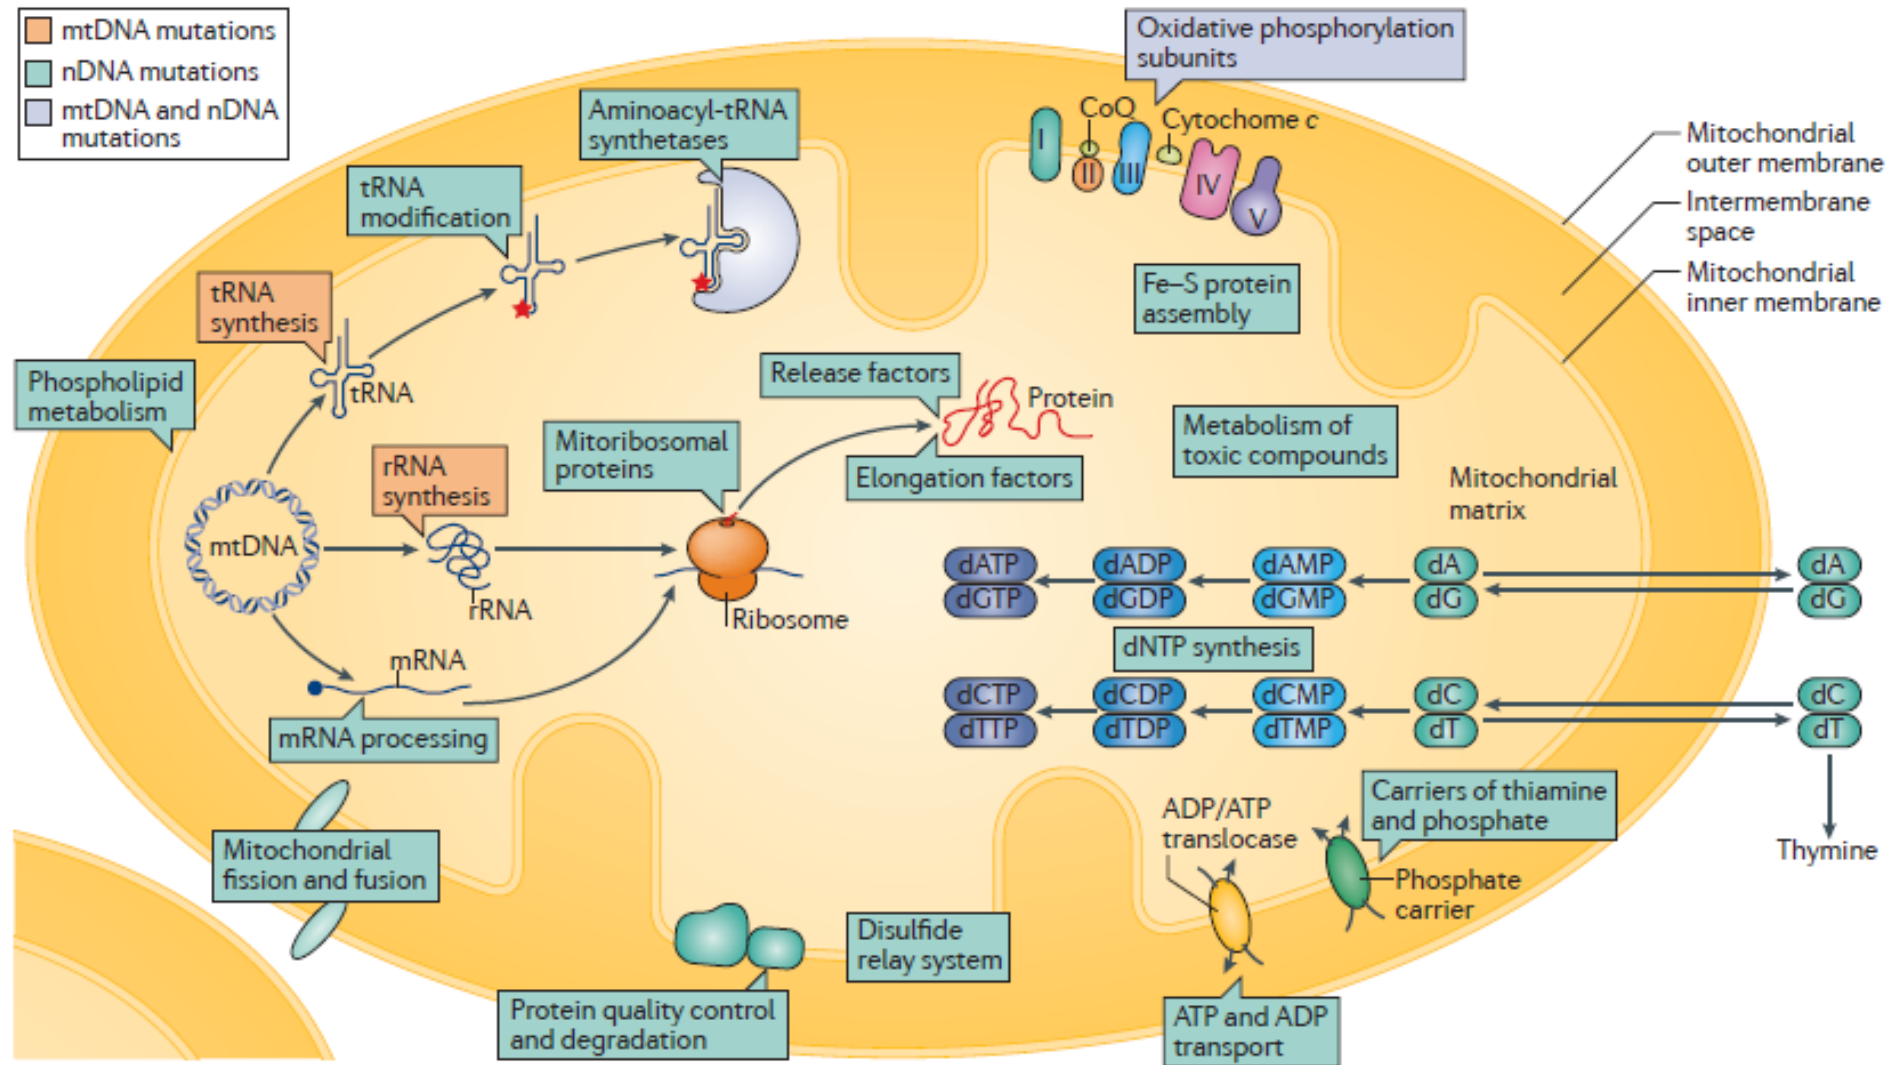 mtDNA mutations
nDNA mutations
mtDNA and nDNA
mutations
Oxidative phosphorylation
subunits
Aminoacyl-tRNA
synthetases
CoQ
Cytochome c
I
II
III
IV
V
Mitochondrial
outer membrane
Intermembrane
space
Mitochondrial
inner membrane
tRNA
modification
tRNA
synthesis
tRNA
Fe–S protein
assembly
Phospholipid
metabolism
Release factors
Protein
Elongation factors
Mitoribosomal
proteins
rRNA
synthesis
Metabolism of
toxic compounds
Mitochondrial
matrix
mtDNA
rRNA
Ribosome
mRNA
mRNA processing
dATP
dGTP
dADP
dGDP
dAMP
dGMP
dA
dG
dA
dG
dNTP synthesis
dCTP
dTTP
dCDP
dTDP
dCMP
dTMP
dC
dT
dC
dT
Thymine
Mitochondrial
fission and fusion
ADP/ATP
translocase
Carriers of thiamine
and phosphate
Phosphate
carrier
Disulfide
relay system
Protein quality control
and degradation
ATP and ADP
transport